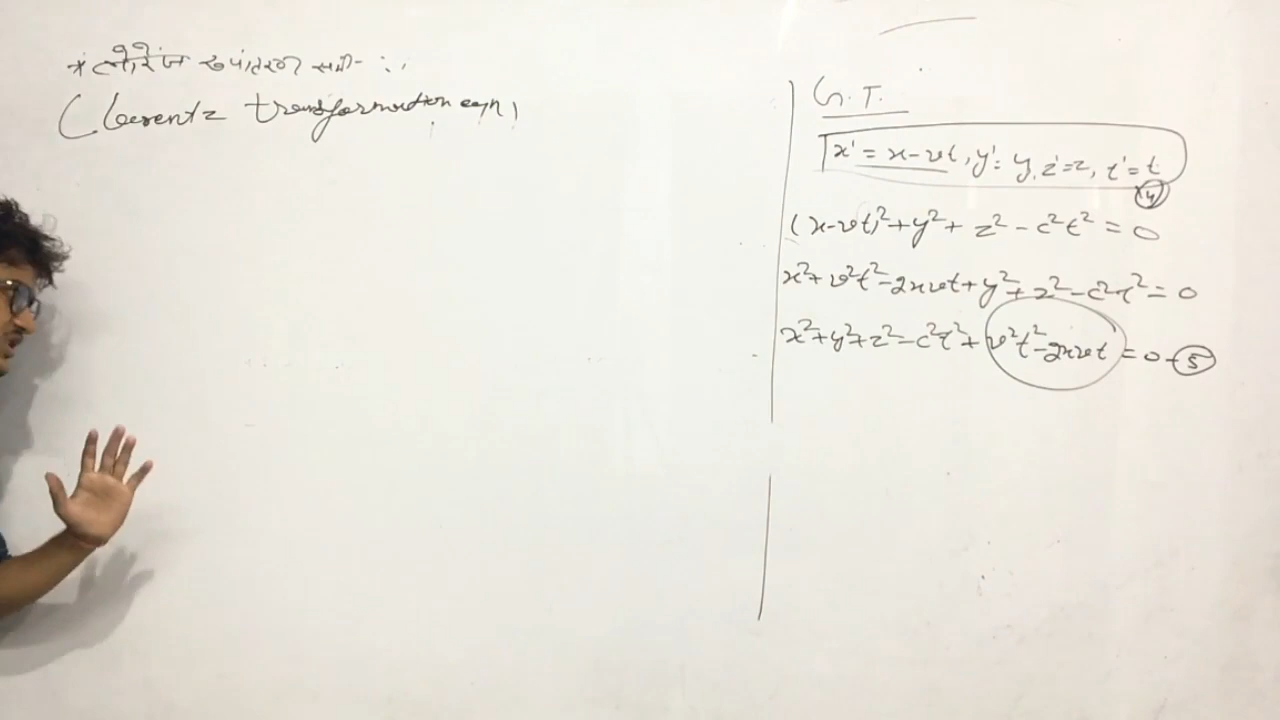 * लोरेंज रूपांतरण समी- :.
(Lorentz transformation eqn)
G.T.
x' = x-vt, y'= y, z'=z, t'=t
(4)
(x-vt)²+y²+ z² - c²t² = 0
x²+ v²t²-2xvt+y²+ z²-c²t²=0
x²+y²+z²-c²t²+ v²t²-2xvt = 0 -(5)